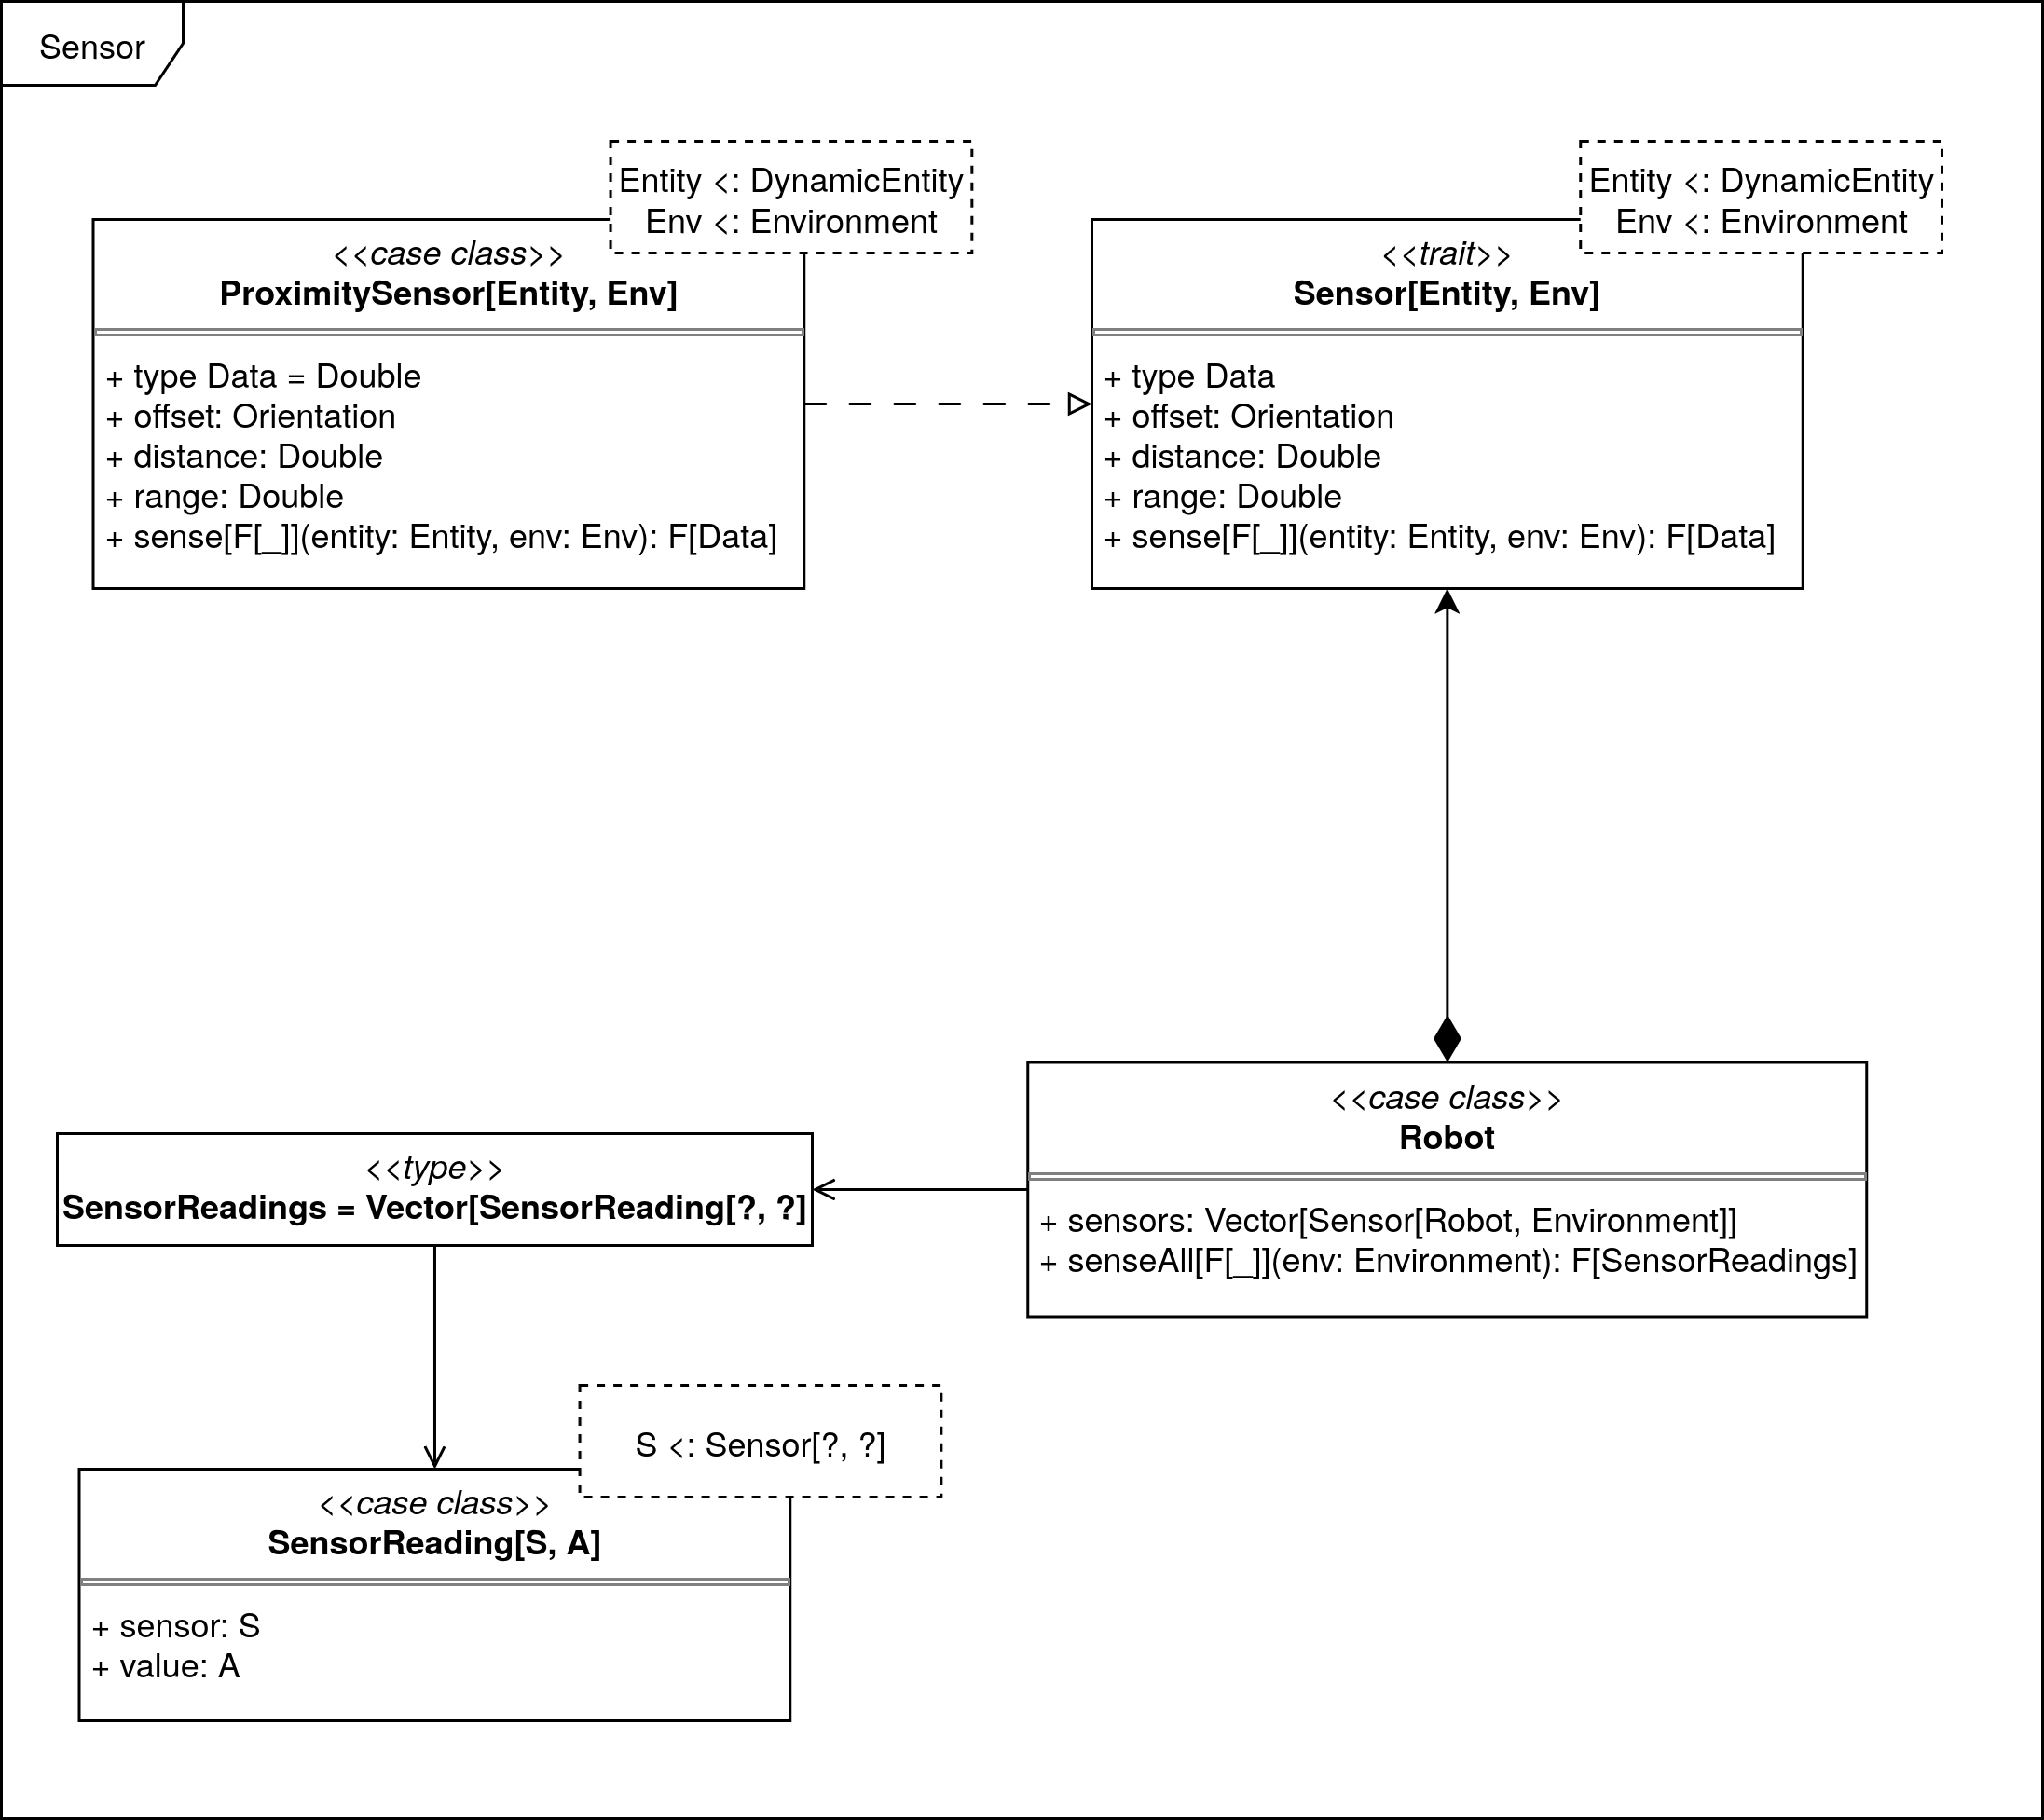 Sensor
Entity <: DynamicEntity
Env <: Environment
<<case class>>
ProximitySensor[Entity, Env]
+ type Data = Double
+ offset: Orientation
+ distance: Double
+ range: Double
+ sense[F[_]](entity: Entity, env: Env): F[Data]
Entity <: DynamicEntity
Env <: Environment
<<trait>>
Sensor[Entity, Env]
+ type Data
+ offset: Orientation
+ distance: Double
+ range: Double
+ sense[F[_]](entity: Entity, env: Env): F[Data]
<<case class>>
Robot
+ sensors: Vector[Sensor[Robot, Environment]]
+ senseAll[F[_]](env: Environment): F[SensorReadings]
<<type>>
SensorReadings = Vector[SensorReading[?, ?]
S <: Sensor[?, ?]
<<case class>>
SensorReading[S, A]
+ sensor: S
+ value: A